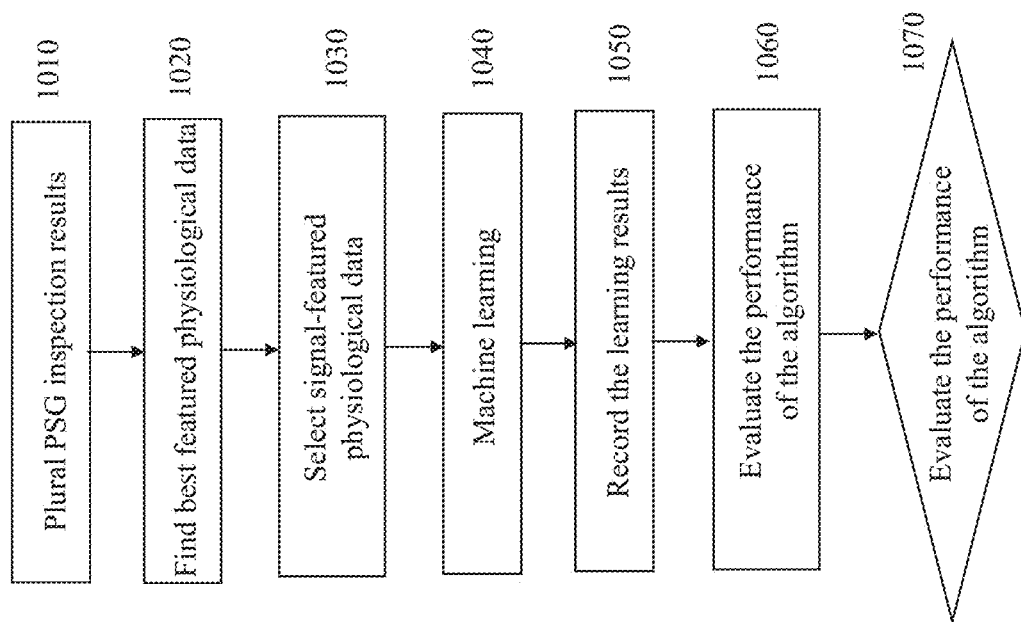 1010
Plural PSG inspection results
1020
Find best featured physiological data
1030
Select signal-featured
physiological data
1040
Machine learning
1050
Record the learning results
1060
Evaluate the performance
of the algorithm
1070
Evaluate the performance
of the algorithm